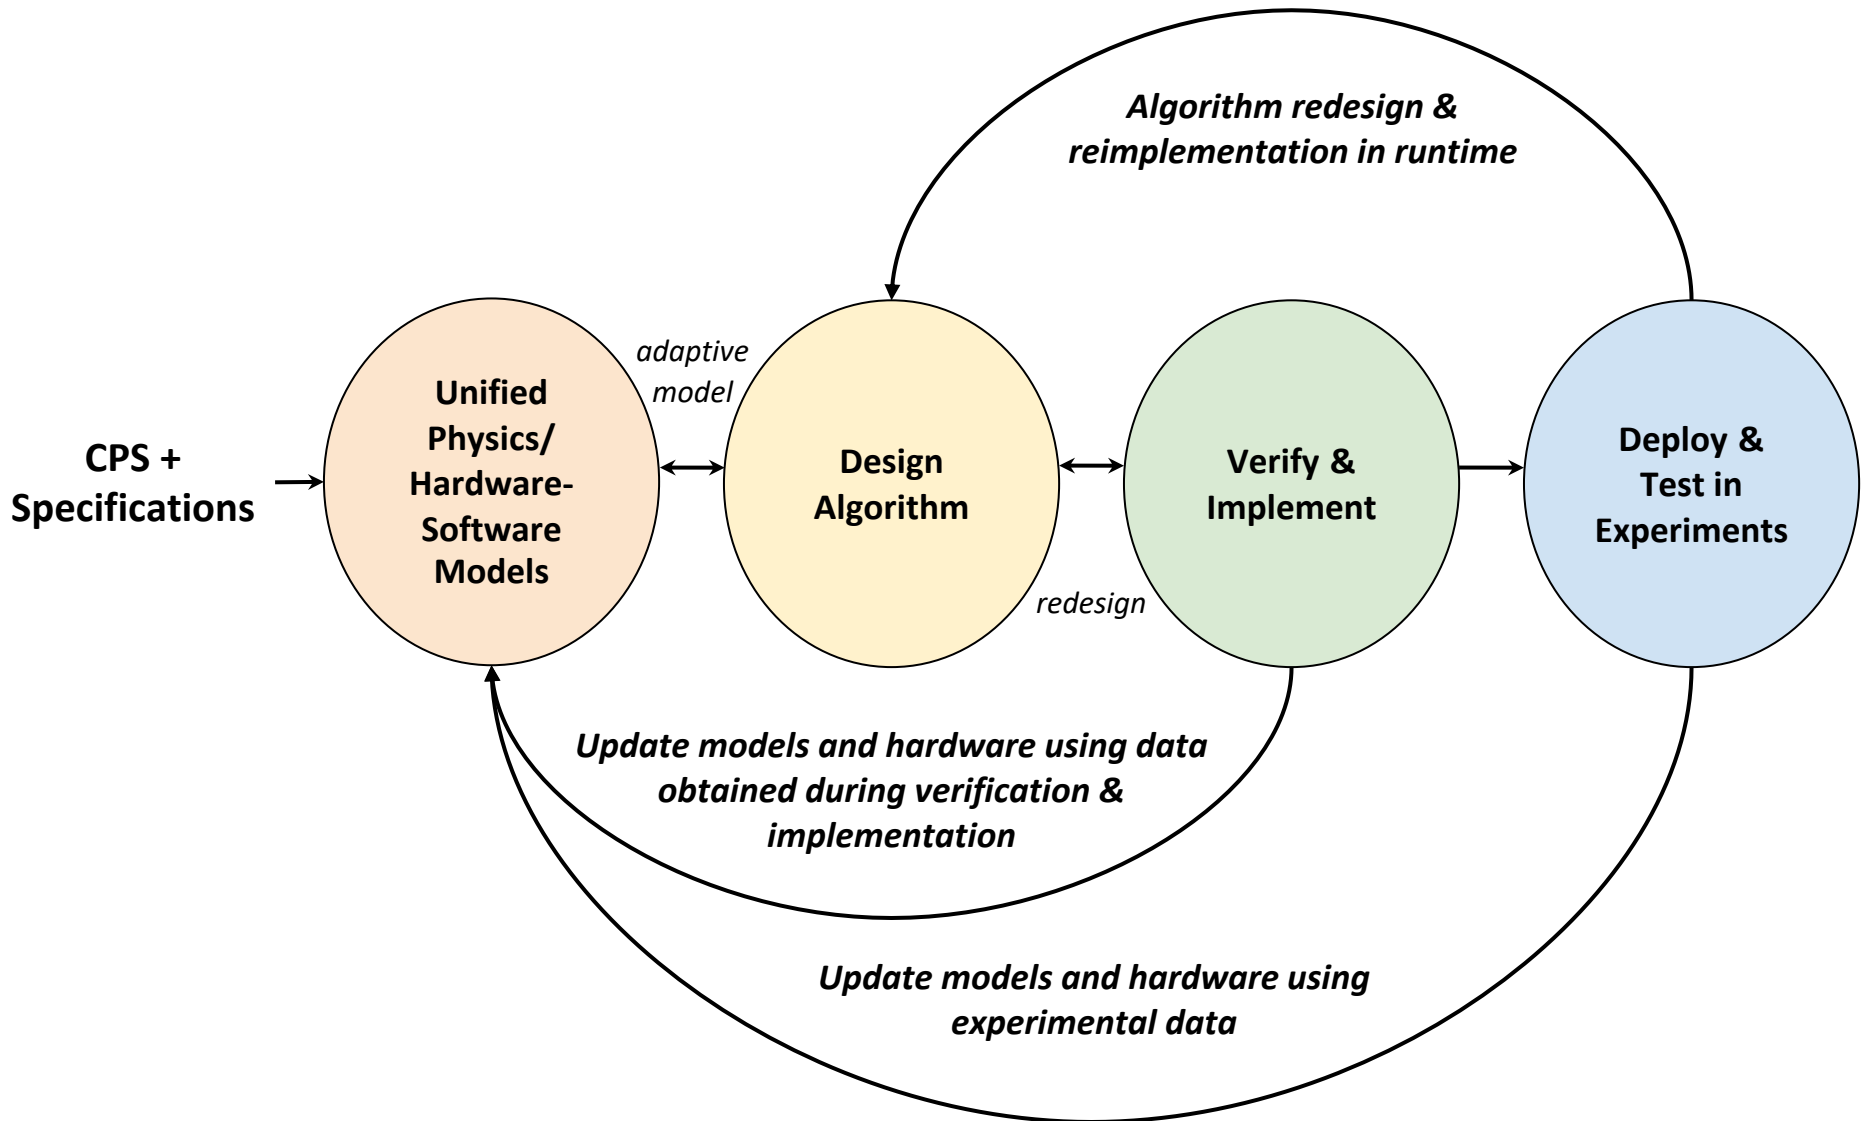 Algorithm redesign &
reimplementation in runtime
CPS +
Specifications
Unified
Physics/
Hardware-
Software
Models
adaptive
model
Design
Algorithm
redesign
Verify &
Implement
Deploy &
Test in
Experiments
Update models and hardware using data
obtained during verification &
implementation
Update models and hardware using
experimental data